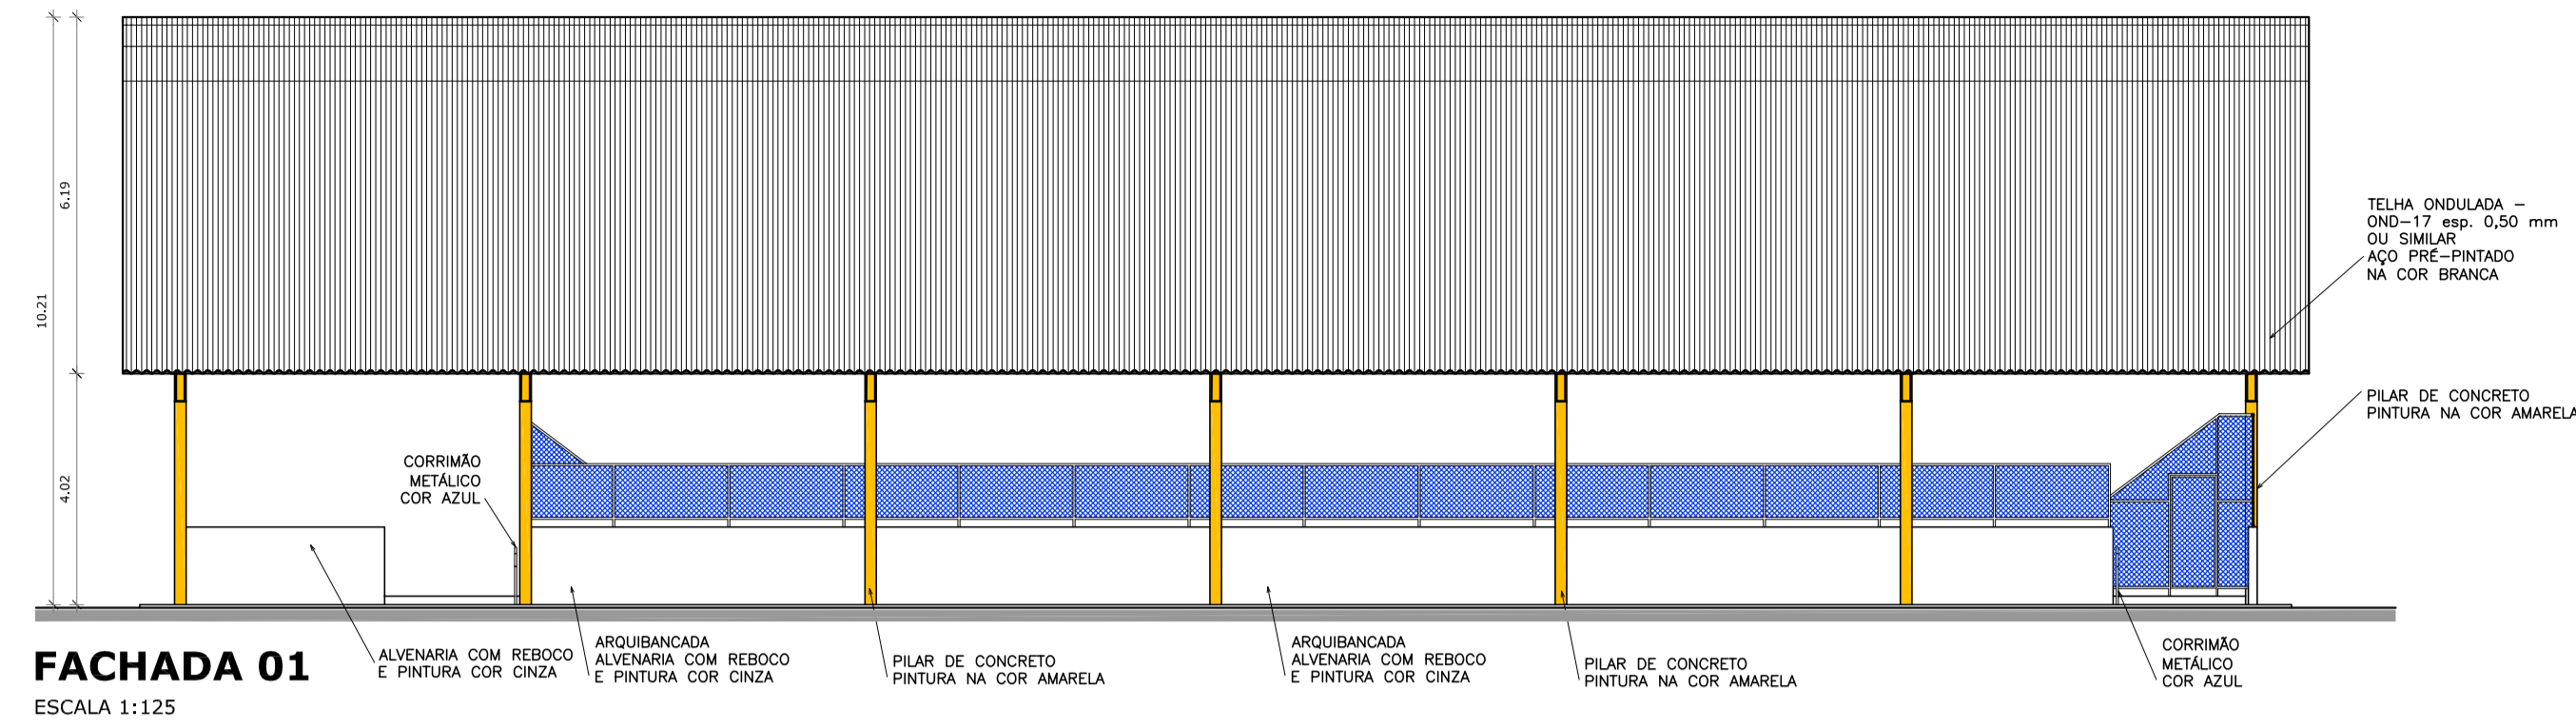 6.19
10.21
4.02
TELHA ONDULADA –
OND–17 esp. 0,50 mm
OU SIMILAR
AÇO PRÉ–PINTADO
NA COR BRANCA
PILAR DE CONCRETO
PINTURA NA COR AMARELA
CORRIMÃO
METÁLICO
COR AZUL
ALVENARIA COM REBOCO
E PINTURA COR CINZA
ARQUIBANCADA
ALVENARIA COM REBOCO
E PINTURA COR CINZA
PILAR DE CONCRETO
PINTURA NA COR AMARELA
ARQUIBANCADA
ALVENARIA COM REBOCO
E PINTURA COR CINZA
PILAR DE CONCRETO
PINTURA NA COR AMARELA
CORRIMÃO
METÁLICO
COR AZUL
FACHADA 01
ESCALA 1:125